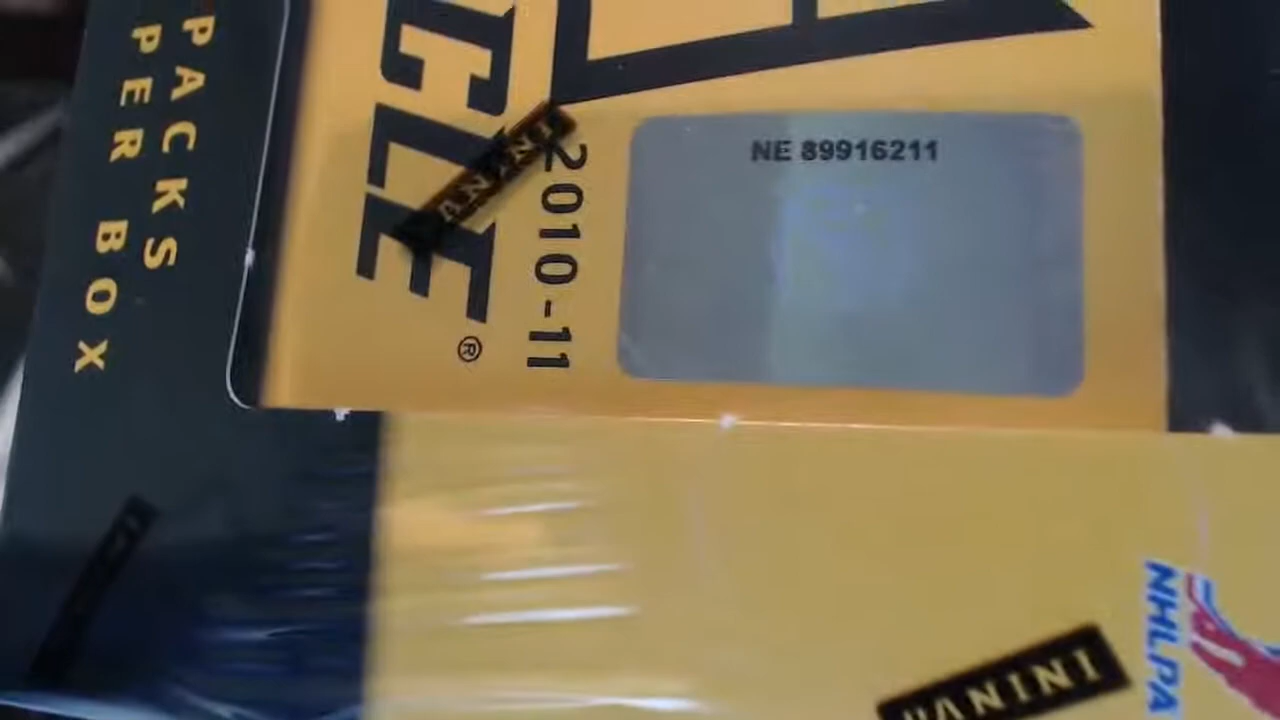 PACKS
PER BOX
CLE®
2010-11
PANINI
NE 89916211
PANINI
NHLPA